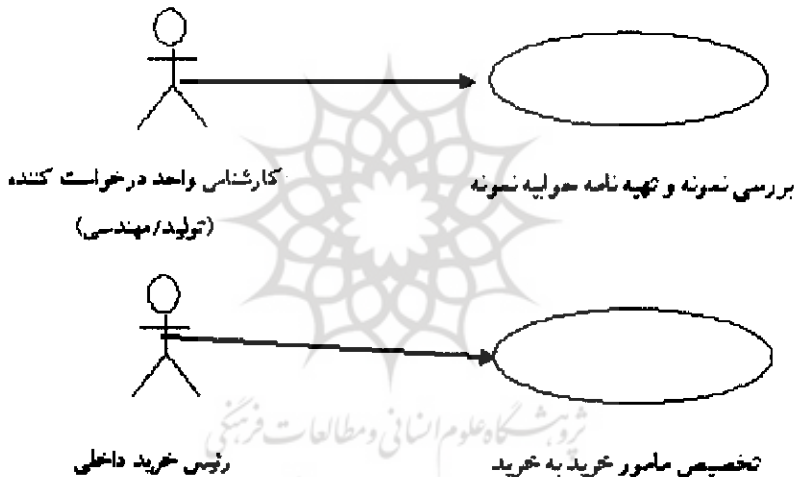 بررسی نمونه و تهیه نامه جوابیه نمونه
کارشناس واحد درخواست کننده
(تولید/مهندسی)
پژوهشگاه علوم انسانی و مطالعات فرهنگی
تخصیص مامور خرید به خرید
رئیس خرید داخلی